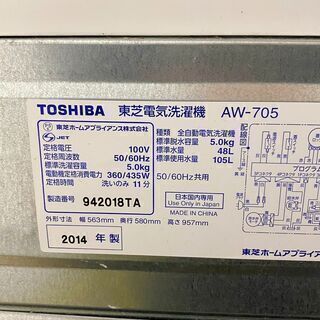 TOSHIBA 東芝電気洗濯機 AW-705
東芝ホームアプライアンス株式会社
JET
定格電圧 100V
定格周波数 50/60Hz
標準洗濯容量 5.0kg
電動機定格消費電力 360/435W
定格時間 洗いのみ 11分
製造番号 942018TA
外形寸法 幅563mm 奥行580mm 高さ957mm
2014 年製
種類 全自動電気洗濯機
標準脱水容量 5.0kg
標準水量 48L
標準使用水量 105L
50/60Hz共用
日本国内専用
Use Only in Japan
MADE IN CHINA
配線図
プログラム
東芝ホームアプライア